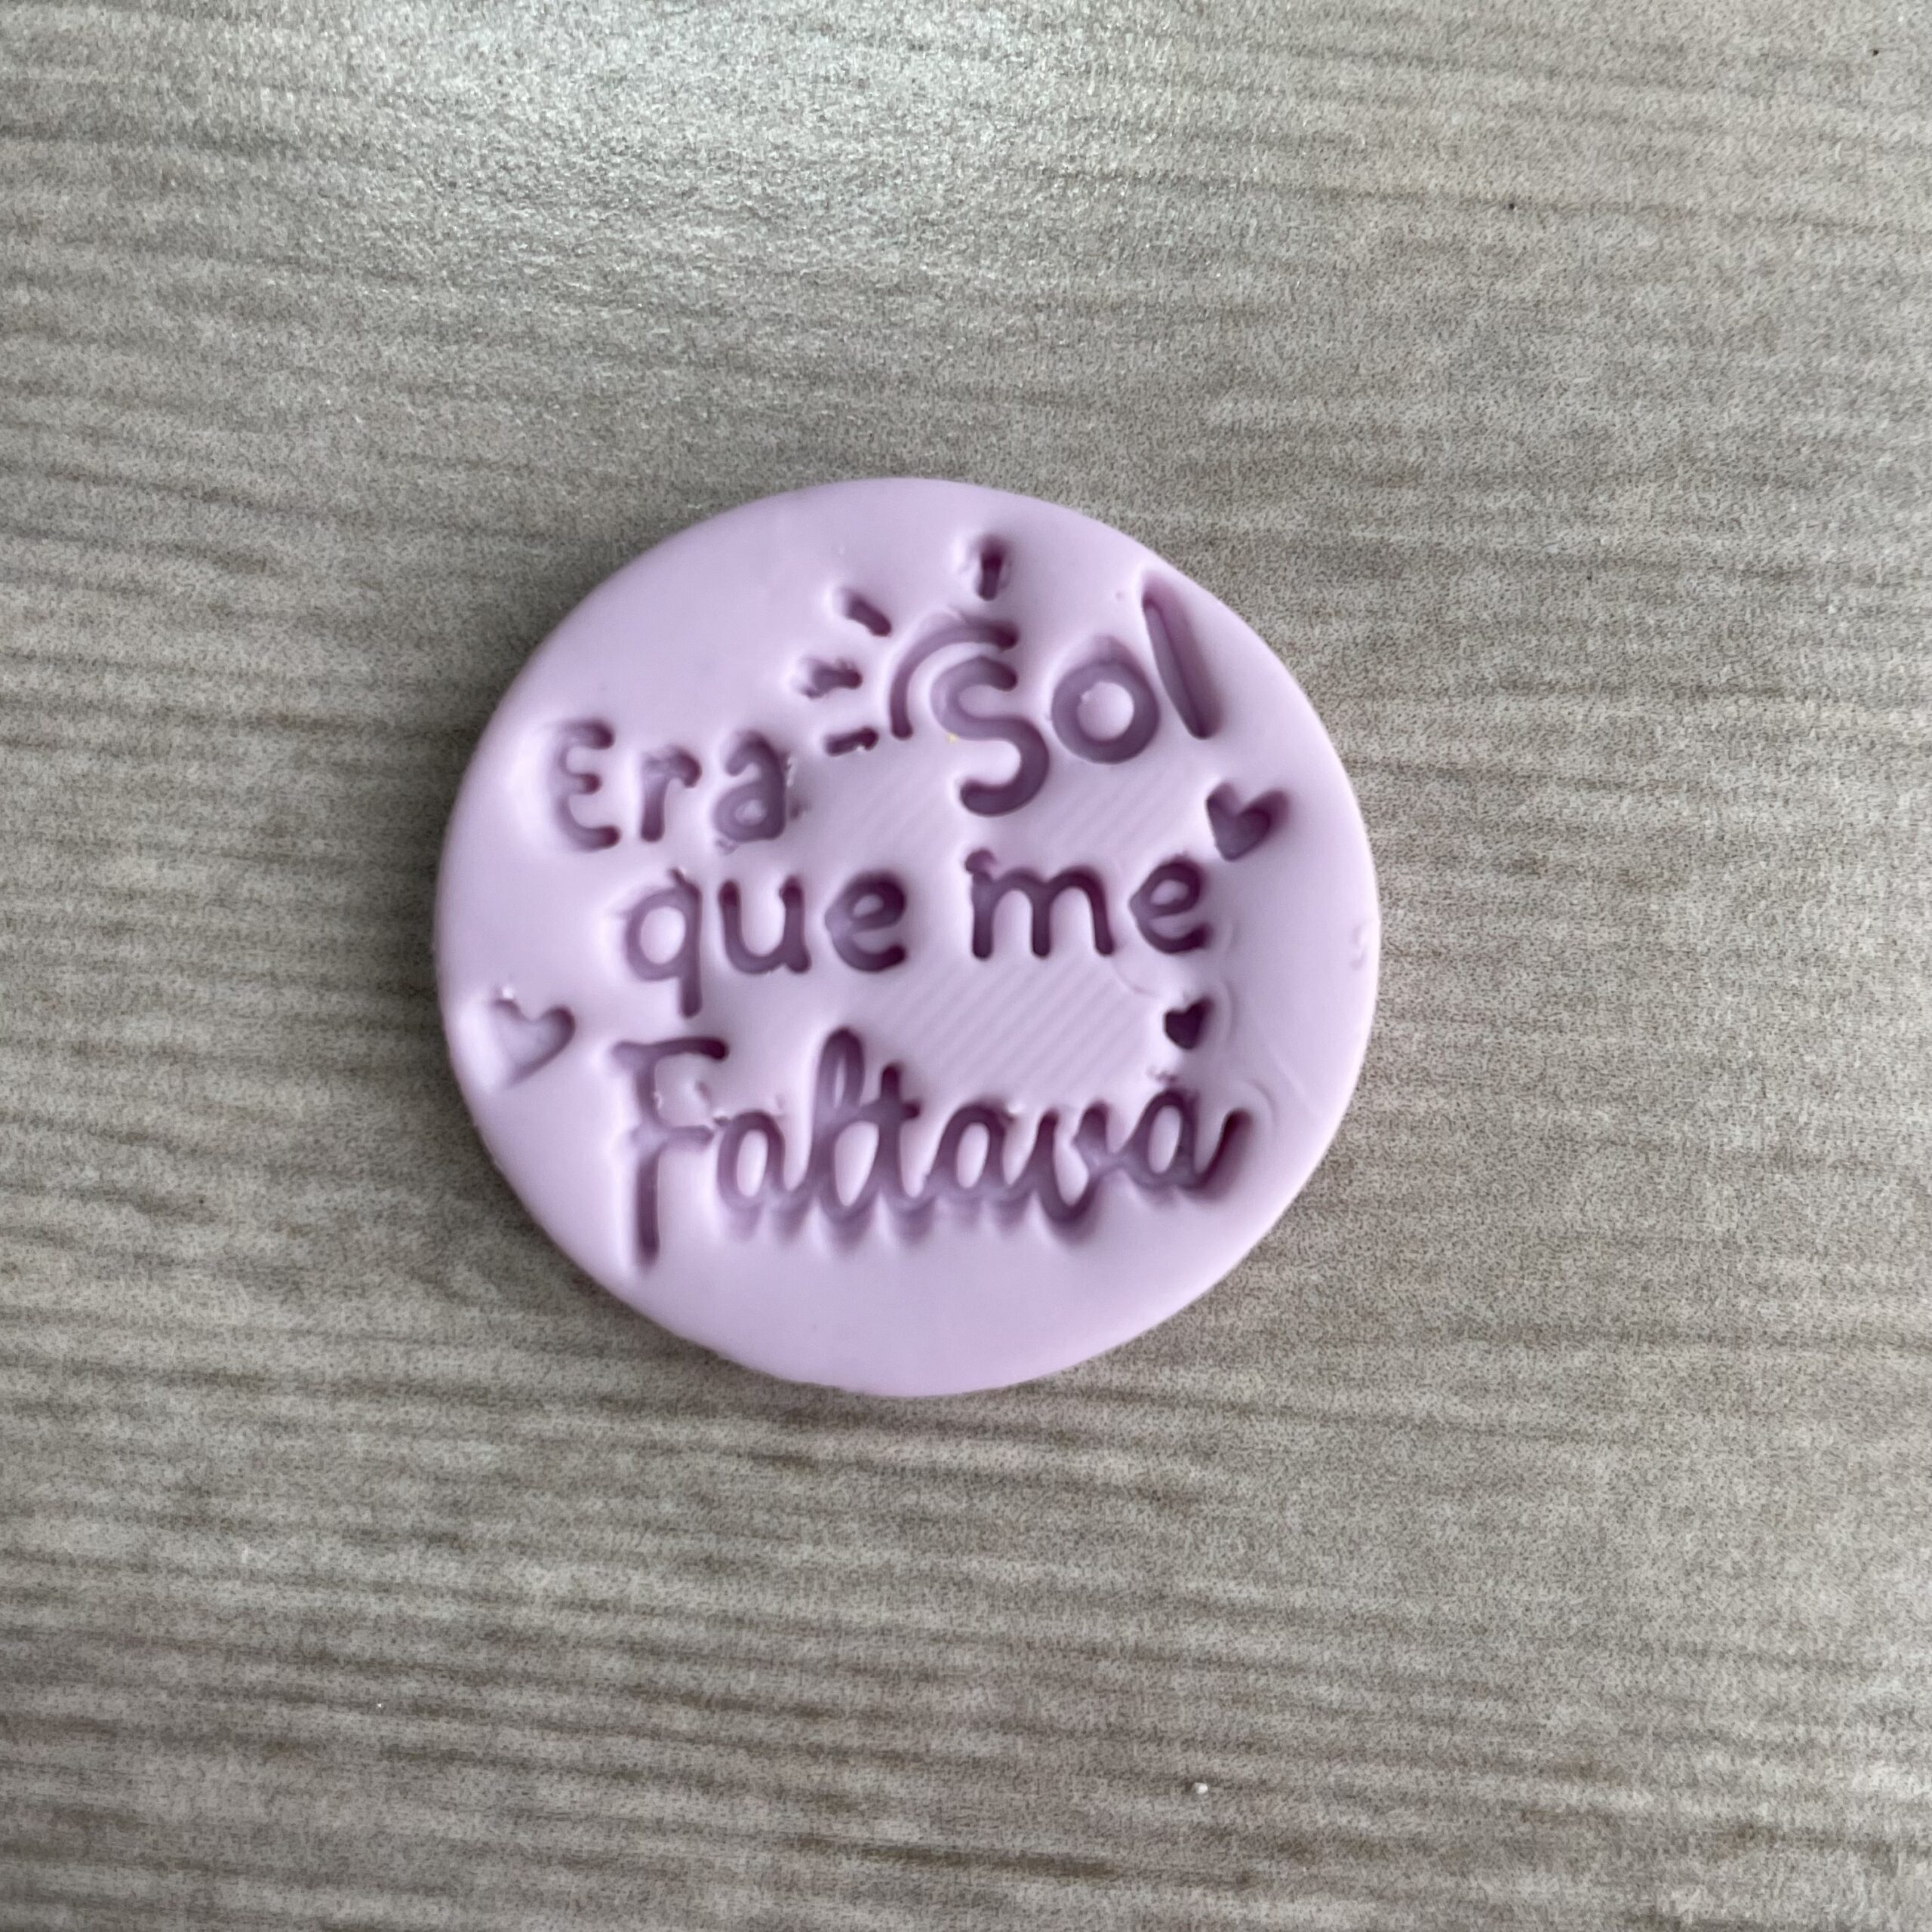 Era Sol
que me
Faltava